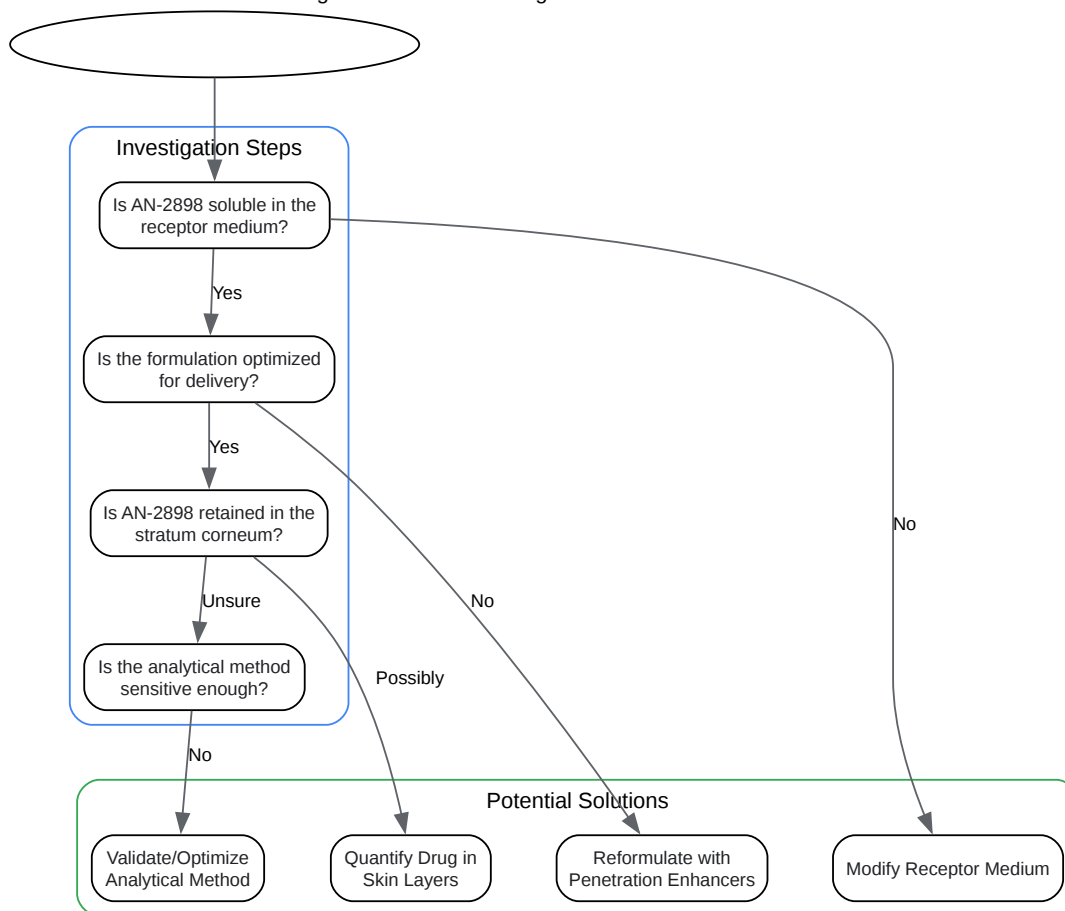 Investigation Steps
Is AN-2898 soluble in the
receptor medium?
Yes
Is the formulation optimized
for delivery?
Yes
No
Is AN-2898 retained in the
stratum corneum?
Unsure
No
Possibly
Is the analytical method
sensitive enough?
No
Potential Solutions
Validate/Optimize
Analytical Method
Quantify Drug in
Skin Layers
Reformulate with
Penetration Enhancers
Modify Receptor Medium